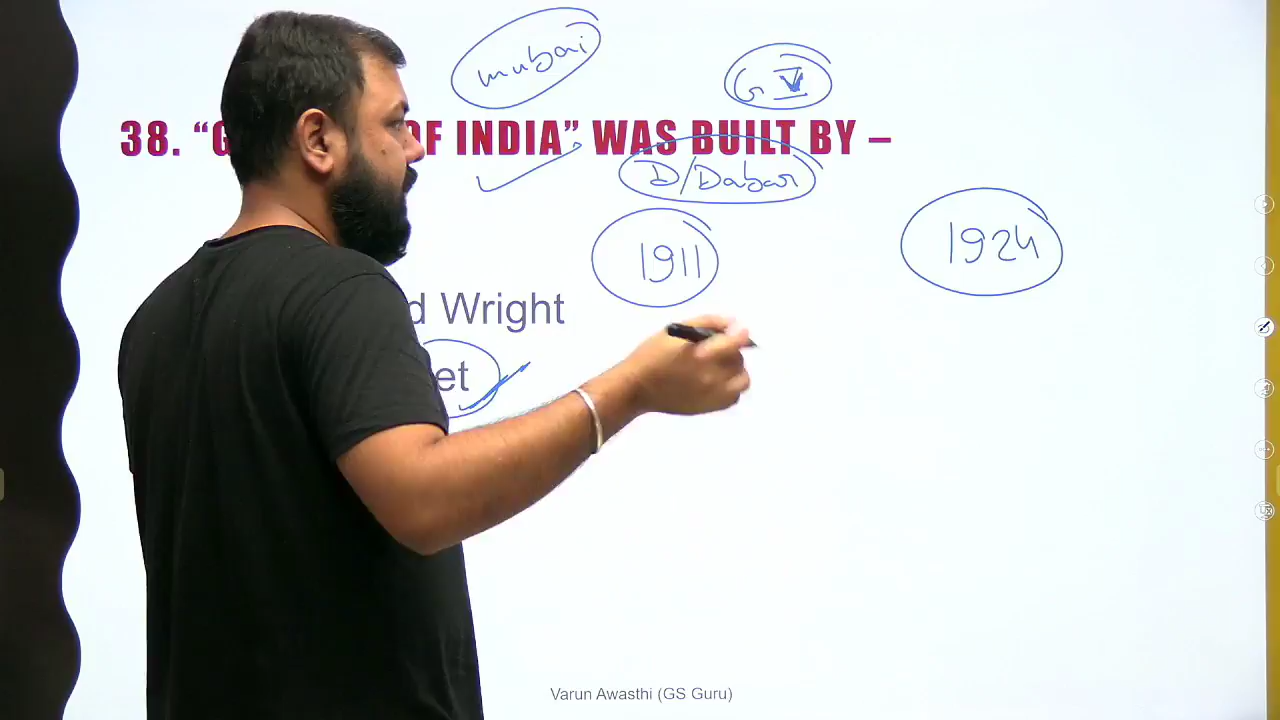 mubai
G V
38. “G OF INDIA” WAS BUILT BY –
D/Dabar
1911
1924
d Wright
et
Varun Awasthi (GS Guru)